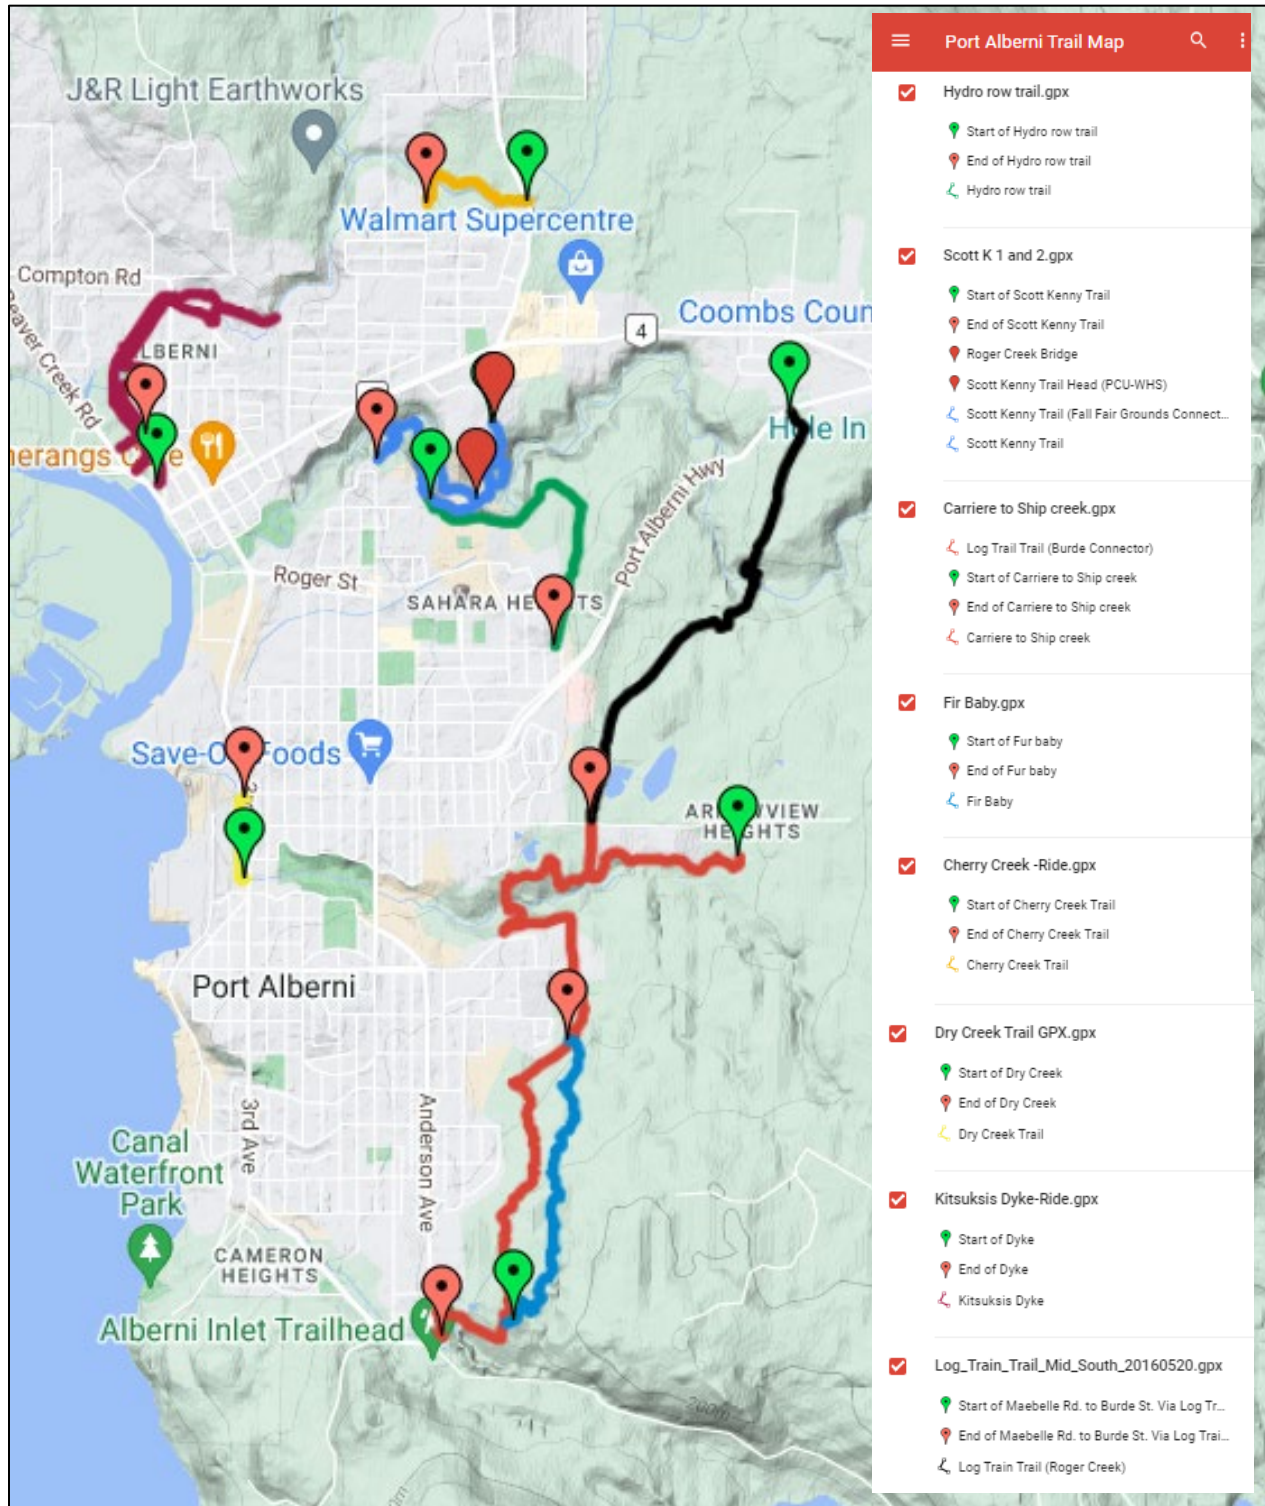 J&R Light Earthworks
Walmart Supercentre
Compton Rd
Beaver Creek Rd
LBERNI
Coombs Coun
4
Hole In
Port Alberni Hwy
Roger St
SAHARA HE TS
Save-O Foods
AR WVIEW
HEIGHTS
Port Alberni
3rd Ave
Anderson Ave
Canal
Waterfront
Park
CAMERON
HEIGHTS
Alberni Inlet Trailhead
200m
Port Alberni Trail Map
Hydro row trail.gpx
Start of Hydro row trail
End of Hydro row trail
Hydro row trail
Scott K 1 and 2.gpx
Start of Scott Kenny Trail
End of Scott Kenny Trail
Roger Creek Bridge
Scott Kenny Trail Head (PCU-WHS)
Scott Kenny Trail (Fall Fair Grounds Connect...
Scott Kenny Trail
Carriere to Ship creek.gpx
Log Trail Trail (Burde Connector)
Start of Carriere to Ship creek
End of Carriere to Ship creek
Carriere to Ship creek
Fir Baby.gpx
Start of Fur baby
End of Fur baby
Fir Baby
Cherry Creek -Ride.gpx
Start of Cherry Creek Trail
End of Cherry Creek Trail
Cherry Creek Trail
Dry Creek Trail GPX.gpx
Start of Dry Creek
End of Dry Creek
Dry Creek Trail
Kitsuksis Dyke-Ride.gpx
Start of Dyke
End of Dyke
Kitsuksis Dyke
Log_Train_Trail_Mid_South_20160520.gpx
Start of Maebelle Rd. to Burde St. Via Log Tr...
End of Maebelle Rd. to Burde St. Via Log Trai...
Log Train Trail (Roger Creek)